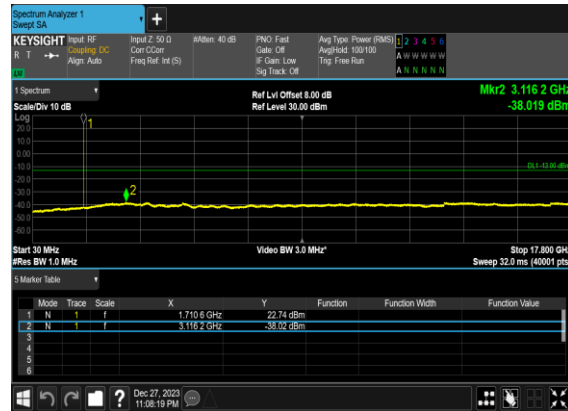 Spectrum Analyzer 1
Swept SA
+
KEYSIGHT Input: RF Input Z: 50 Ω #Atten: 40 dB PNO: Fast Avg Type: Power (RMS) 1 2 3 4 5 6
R T Coupling: DC Corr CCorr Gate: Off Avg|Hold: 100/100 A W W W W W
Align: Auto Freq Ref: Int (S) IF Gain: Low Trig: Free Run
Sig Track: Off A N N N N N
1 Spectrum Ref Lvl Offset 8.00 dB Mkr2 3.116 2 GHz
Scale/Div 10 dB Ref Level 30.00 dBm -38.019 dBm
Log
20.0
10.0
0.00
-10.0
-20.0
-30.0
-40.0
-50.0
-60.0
1
DL1 -13.00 dBm
2
Start 30 MHz Video BW 3.0 MHz* Stop 17.800 GHz
#Res BW 1.0 MHz Sweep 32.0 ms (40001 pts)
5 Marker Table
Mode Trace Scale X Y Function Function Width Function Value
1 N 1 f 1.710 6 GHz 22.74 dBm
2 N 1 f 3.116 2 GHz -38.02 dBm
3
4
5
6
? Dec 27, 2023
11:08:19 PM